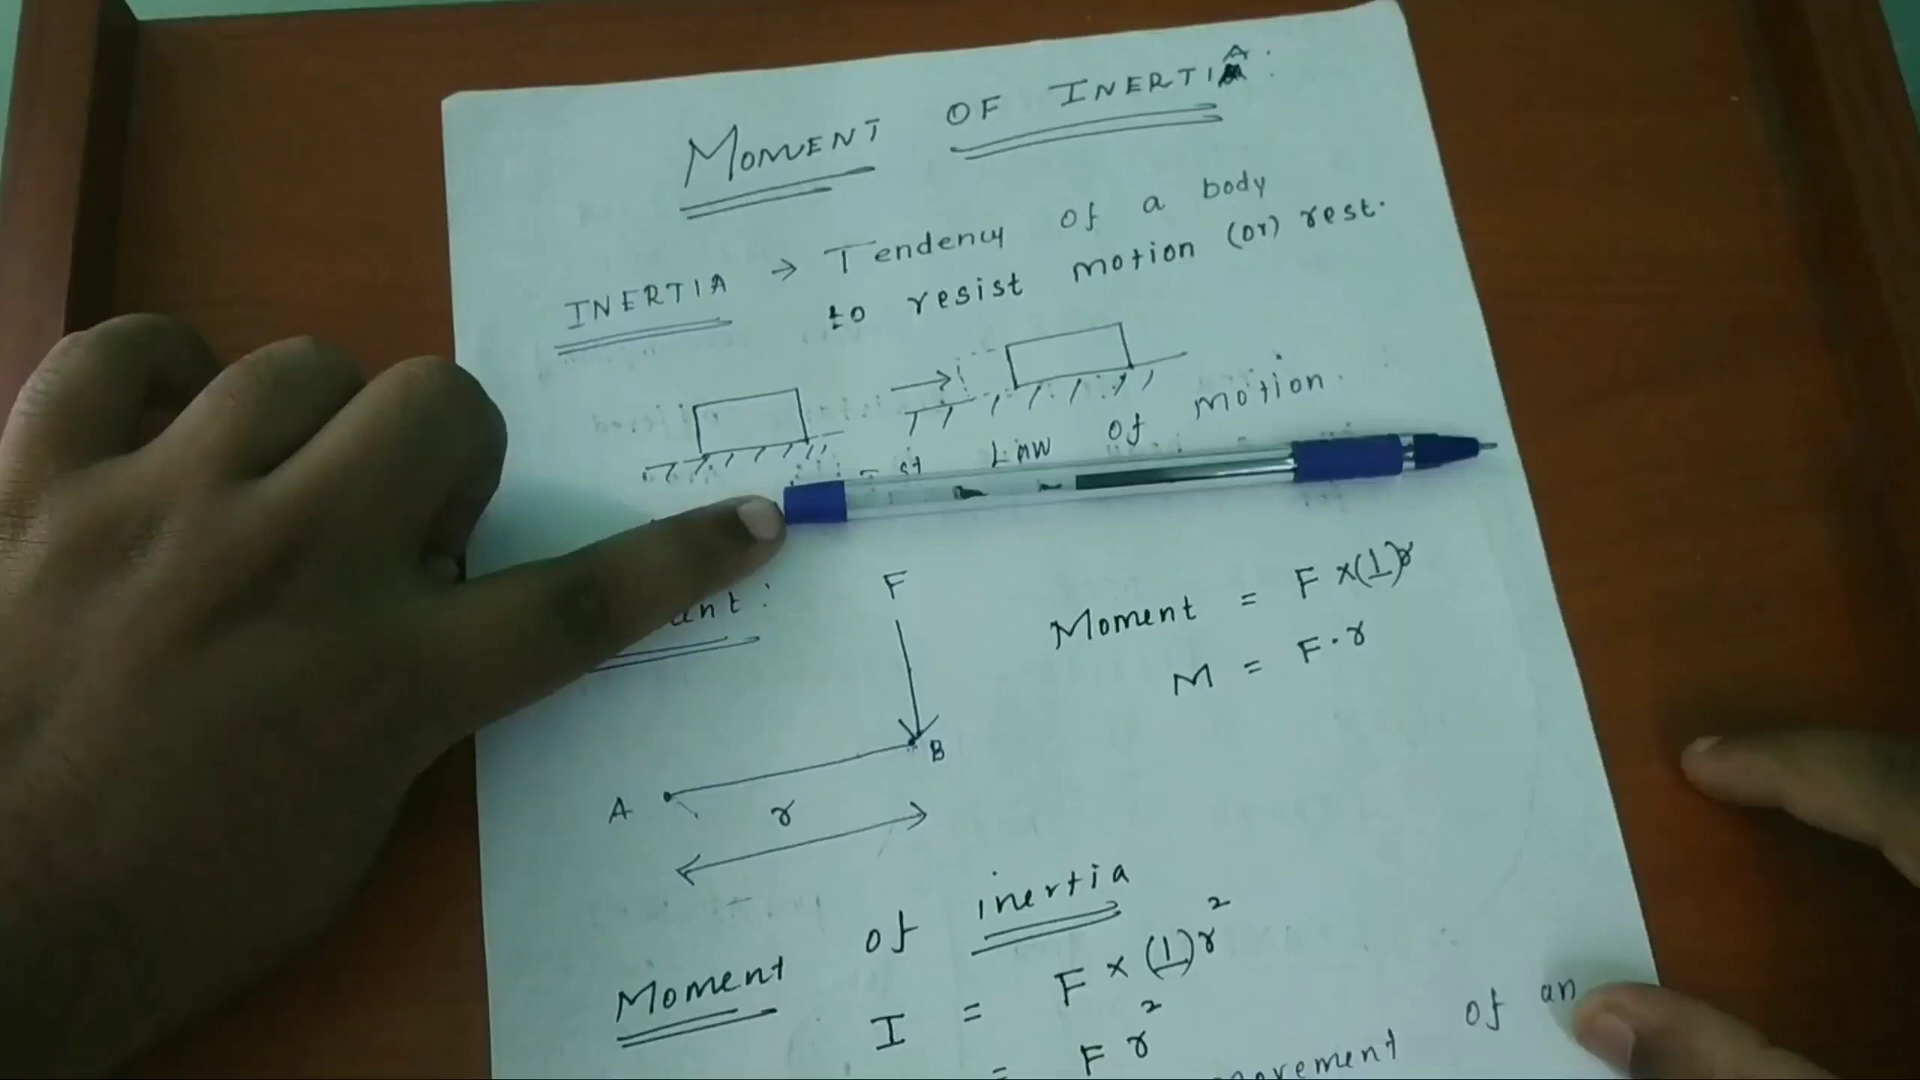 MOMENT OF INERTIA:
INERTIA → Tendency of a body
to resist motion (or) rest.
st Law of motion.
F
Moment = F x(⊥)r
M = F.r
B
A
r
Moment of inertia
I = F x (⊥)r²
= F r²
of an